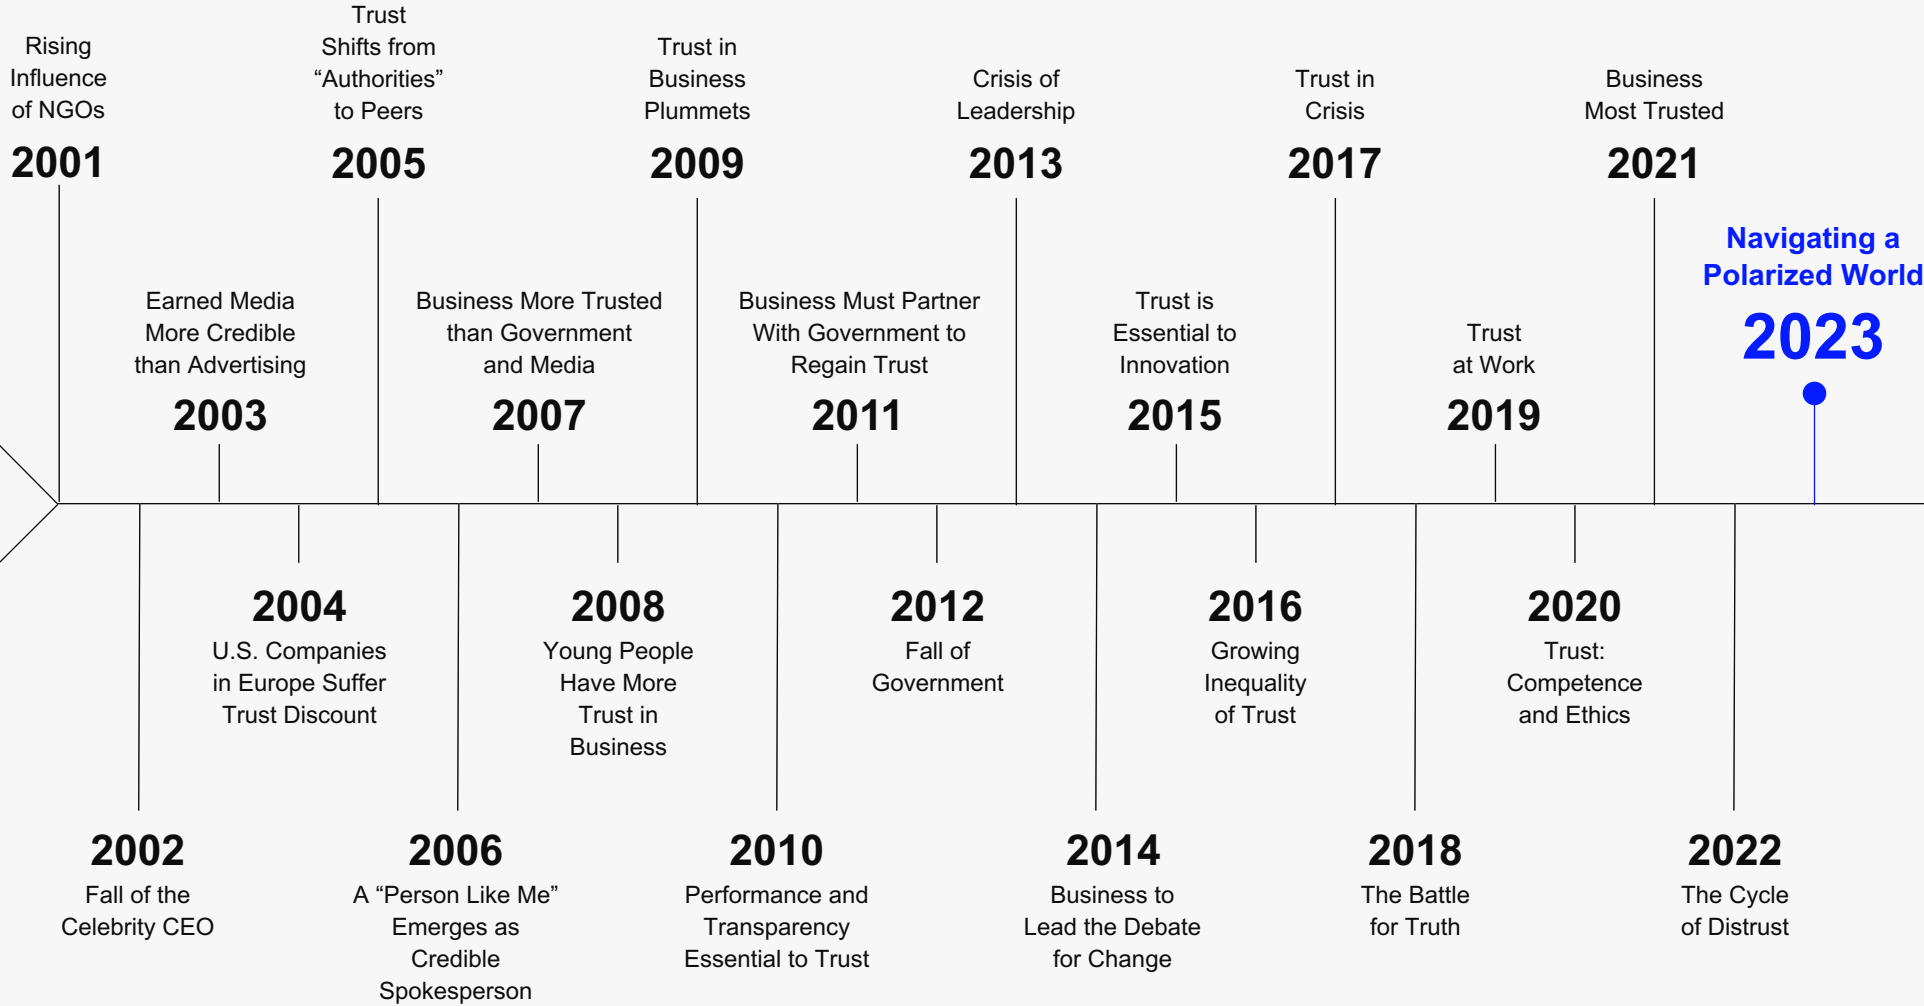 Rising
Influence
of NGOs
2001
Fall of the
Celebrity CEO
2002
Earned Media
More Credible
than Advertising
2003
2004
U.S. Companies
in Europe Suffer
Trust Discount
Trust
Shifts from
“Authorities”
to Peers
2005
2006
A “Person Like Me”
Emerges as
Credible
Spokesperson
Business More Trusted
than Government
and Media
2007
2008
Young People
Have More
Trust in
Business
Trust in
Business
Plummets
2009
2010
Performance and
Transparency
Essential to Trust
Business Must Partner
With Government to
Regain Trust
2011
2012
Fall of
Government
Crisis of
Leadership
2013
2014
Business to
Lead the Debate
for Change
Trust is
Essential to
Innovation
2015
2016
Growing
Inequality
of Trust
Trust in
Crisis
2017
2018
The Battle
for Truth
Trust
at Work
2019
2020
Trust:
Competence
and Ethics
Business
Most Trusted
2021
2022
The Cycle
of Distrust
Navigating a
Polarized World
2023